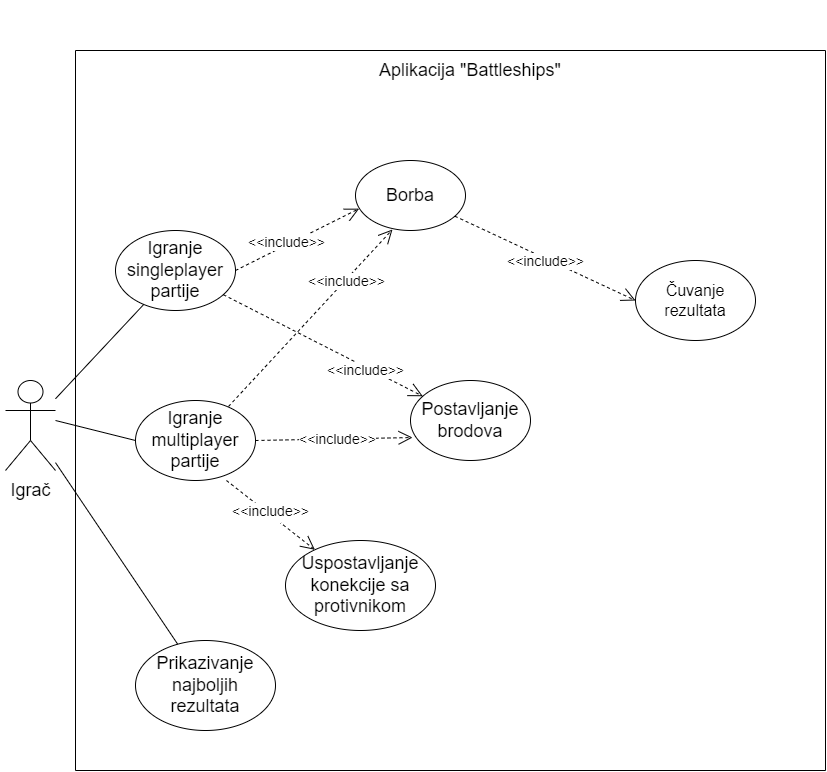 Aplikacija "Battleships"
Borba
Igranje
singleplayer
partije
<<include>>
<<include>>
<<include>>
Čuvanje
rezultata
<<include>>
Igranje
multiplayer
partije
<<include>>
Postavljanje
brodova
Igrač
<<include>>
Uspostavljanje
konekcije sa
protivnikom
Prikazivanje
najboljih
rezultata